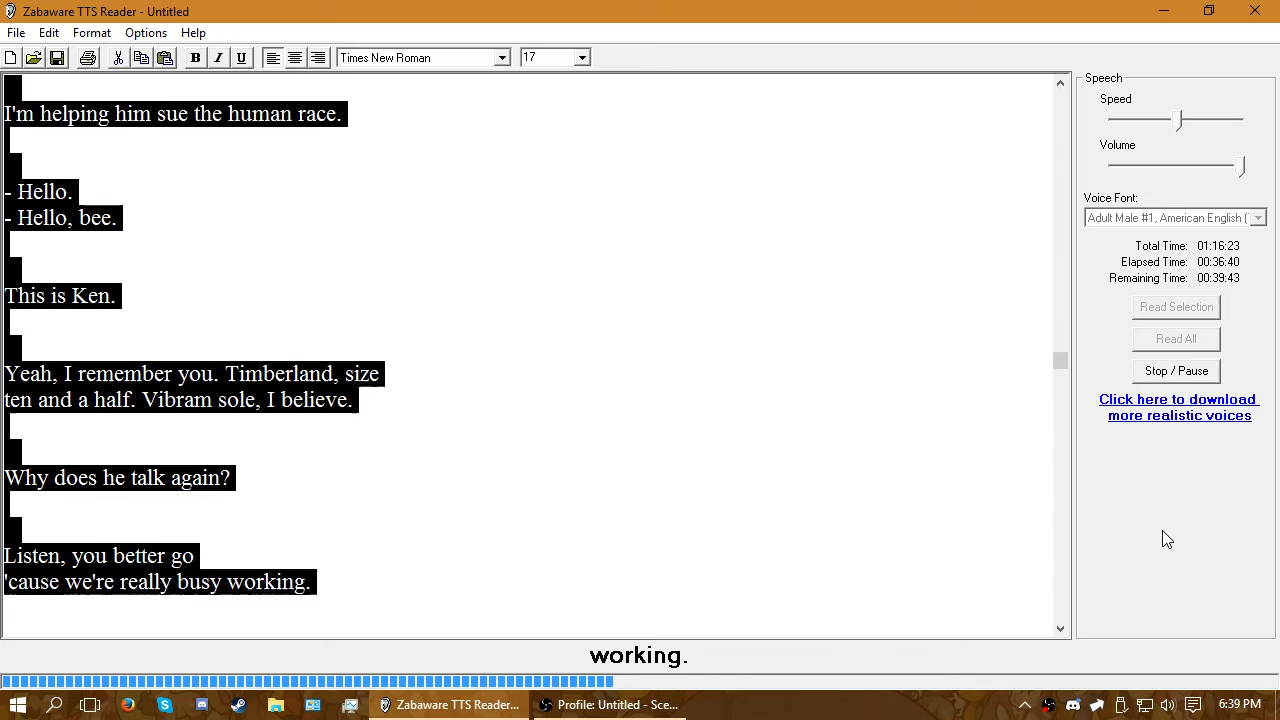 Zabaware TTS Reader - Untitled
File Edit Format Options Help
B I U Times New Roman 17
I'm helping him sue the human race.
- Hello.
- Hello, bee.
This is Ken.
Yeah, I remember you. Timberland, size
ten and a half. Vibram sole, I believe.
Why does he talk again?
Listen, you better go
'cause we're really busy working.
Speech
Speed
Volume
Voice Font:
Adult Male #1, American English (
Total Time: 01:16:23
Elapsed Time: 00:36:40
Remaining Time: 00:39:43
Read Selection
Read All
Stop / Pause
Click here to download
more realistic voices
working.
Zabaware TTS Reader... Profile: Untitled - Sce... 6:39 PM